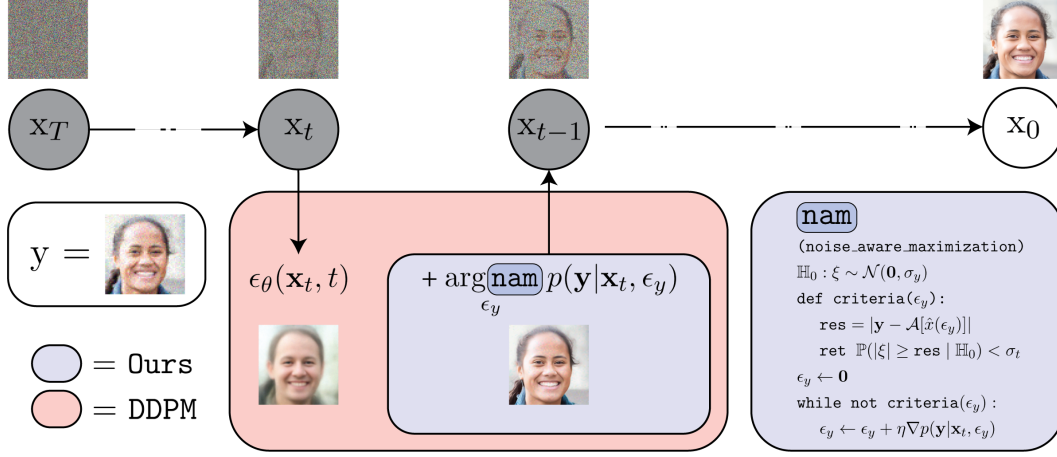 x_T
x_t
x_{t−1}
x_0
y =
ϵ_θ(𝐱_t, t)
+ arg nam p(𝐲|𝐱_t, ϵ_y)
ϵ_y
= Ours
= DDPM
nam
(noise_aware_maximization)
ℍ_0 : ξ ∼ 𝒩(𝟎, σ_y)
def criteria(ϵ_y):
res = |𝐲 − 𝒜[x̂(ϵ_y)]|
ret ℙ(|ξ| ≥ res | ℍ_0) < σ_t
ϵ_y ← 𝟎
while not criteria(ϵ_y) :
ϵ_y ← ϵ_y + η∇p(𝐲|𝐱_t, ϵ_y)